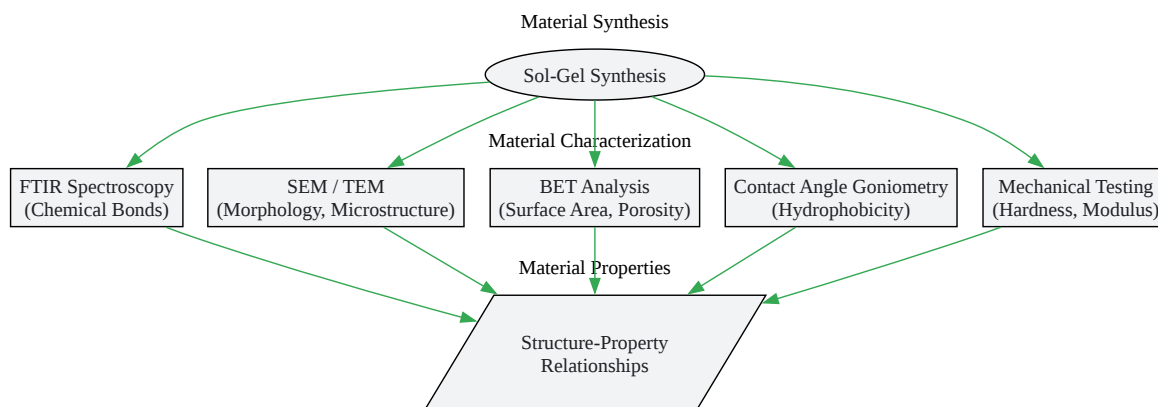 Material Synthesis
Sol-Gel Synthesis
Material Characterization
FTIR Spectroscopy
(Chemical Bonds)
SEM / TEM
(Morphology, Microstructure)
BET Analysis
(Surface Area, Porosity)
Contact Angle Goniometry
(Hydrophobicity)
Mechanical Testing
(Hardness, Modulus)
Material Properties
Structure-Property
Relationships